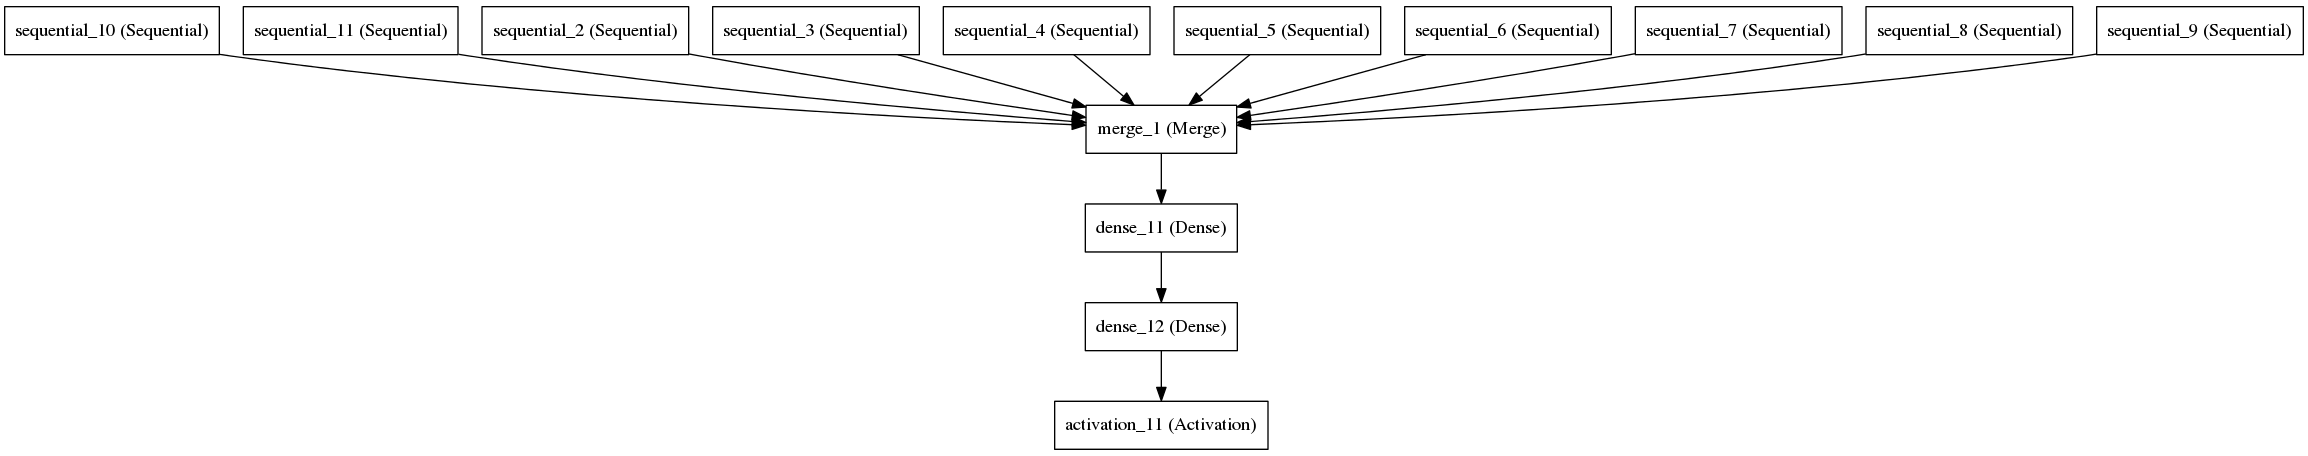 sequential_10 (Sequential)
sequential_11 (Sequential)
sequential_2 (Sequential)
sequential_3 (Sequential)
sequential_4 (Sequential)
sequential_5 (Sequential)
sequential_6 (Sequential)
sequential_7 (Sequential)
sequential_8 (Sequential)
sequential_9 (Sequential)
merge_1 (Merge)
dense_11 (Dense)
dense_12 (Dense)
activation_11 (Activation)